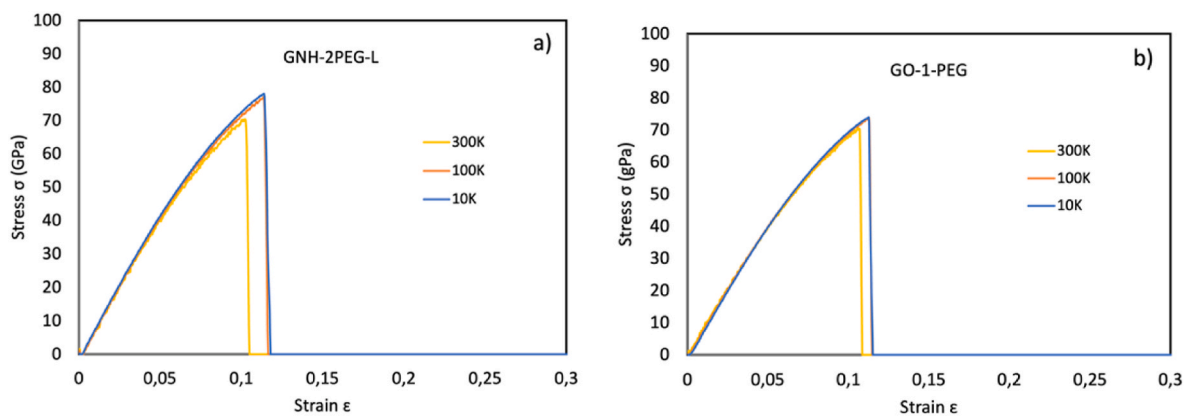 a)
GNH-2PEG-L
Stress σ (GPa)
100
90
80
70
60
50
40
30
20
10
0
300K
100K
10K
0
0,05
0,1
0,15
0,2
0,25
0,3
Strain ε
b)
GO-1-PEG
Stress σ (gPa)
100
90
80
70
60
50
40
30
20
10
0
300K
100K
10K
0
0,05
0,1
0,15
0,2
0,25
0,3
Strain ε